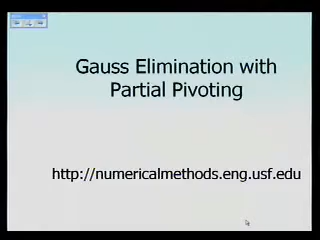 Gauss Elimination with
Partial Pivoting
http://numericalmethods.eng.usf.edu